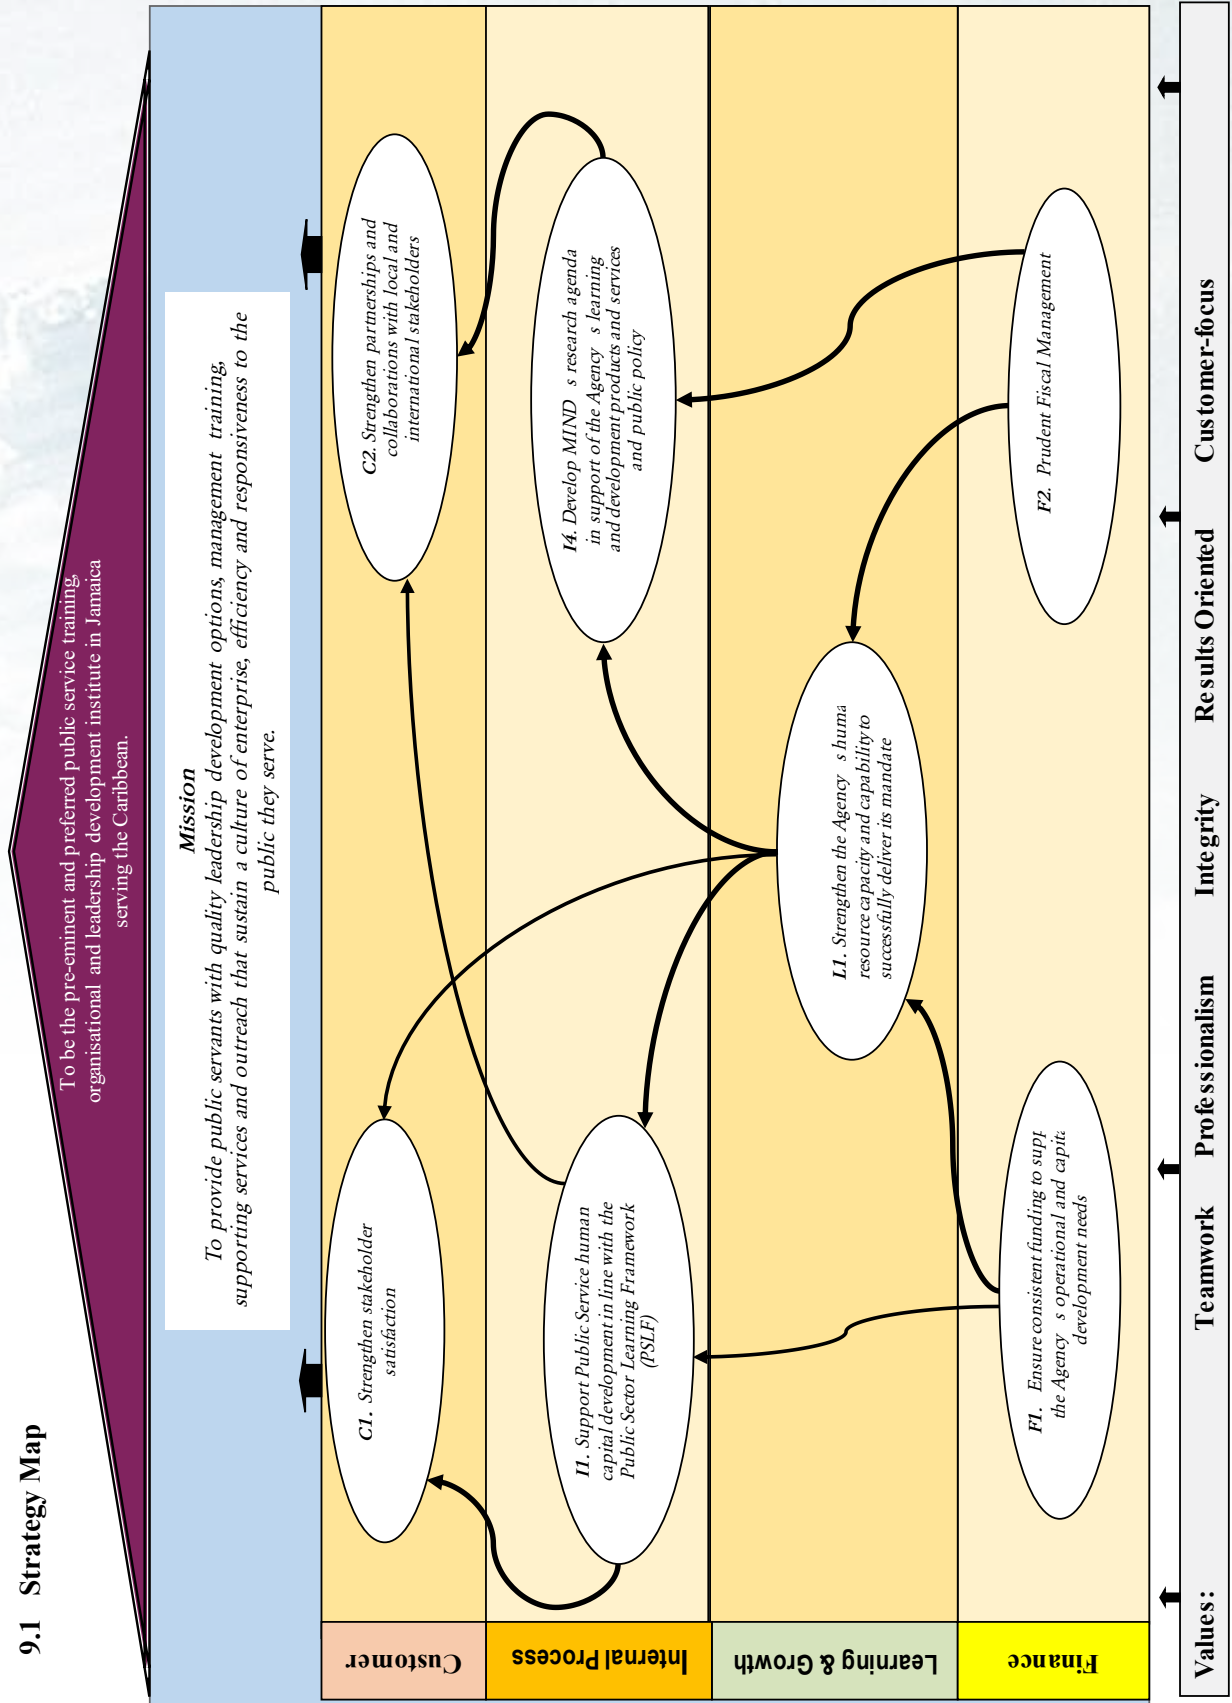 9.1 Strategy Map
To be the pre-eminent and preferred public service training,
organisational and leadership development institute in Jamaica
serving the Caribbean.
Mission
To provide public servants with quality leadership development options, management training,
supporting services and outreach that sustain a culture of enterprise, efficiency and responsiveness to the
public they serve.
Customer
C1. Strengthen stakeholder
satisfaction
C2. Strengthen partnerships and
collaborations with local and
international stakeholders
Internal Process
I1. Support Public Service human
capital development in line with the
Public Sector Learning Framework
(PSLF)
I4. Develop MIND s research agenda
in support of the Agency s learning
and development products and services
and public policy
Learning & Growth
L1. Strengthen the Agency s huma
resource capacity and capability to
successfully deliver its mandate
Finance
F1. Ensure consistent funding to supp
the Agency s operational and capita
development needs
F2. Prudent Fiscal Management
Values: Teamwork Professionalism Integrity Results Oriented Customer-focus